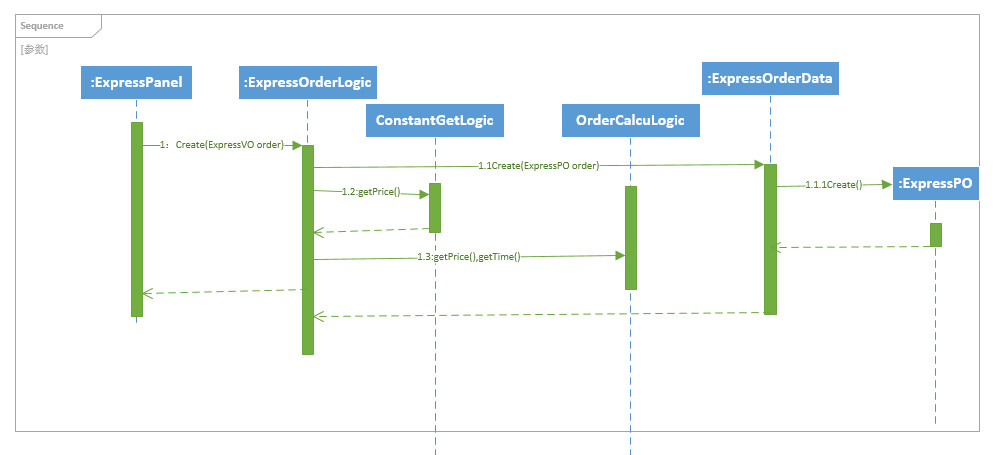 Sequence
[参数]
:ExpressPanel
:ExpressOrderLogic
:ExpressOrderData
ConstantGetLogic
OrderCalcuLogic
1：Create(ExpressVO order)
1.1Create(ExpressPO order)
1.1.1Create()
:ExpressPO
1.2:getPrice()
1.3:getPrice(),getTime()